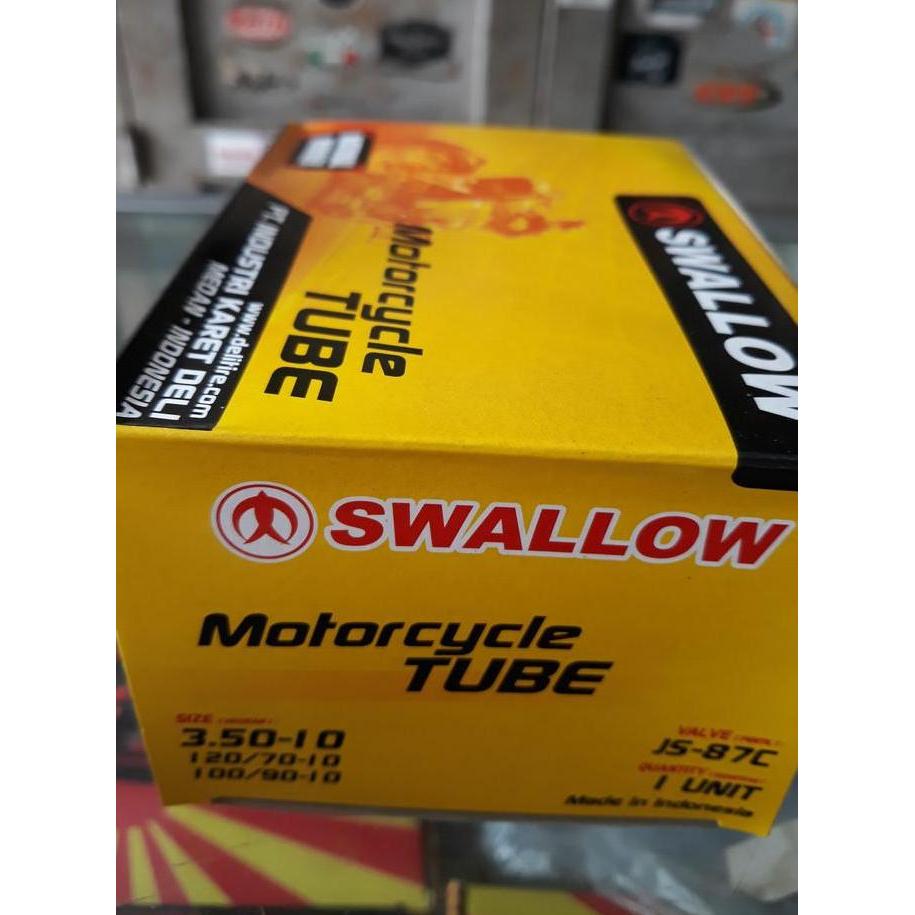 SWALLOW
Motorcycle
TUBE
www.delitire.com
PT. INDUSTRI KARET DELI
MEDAN - INDONESIA
SWALLOW
Motorcycle
TUBE
SIZE
3.50-10
120/70-10
100/90-10
VALVE
JS-87C
QUANTITY
1 UNIT
Made in Indonesia